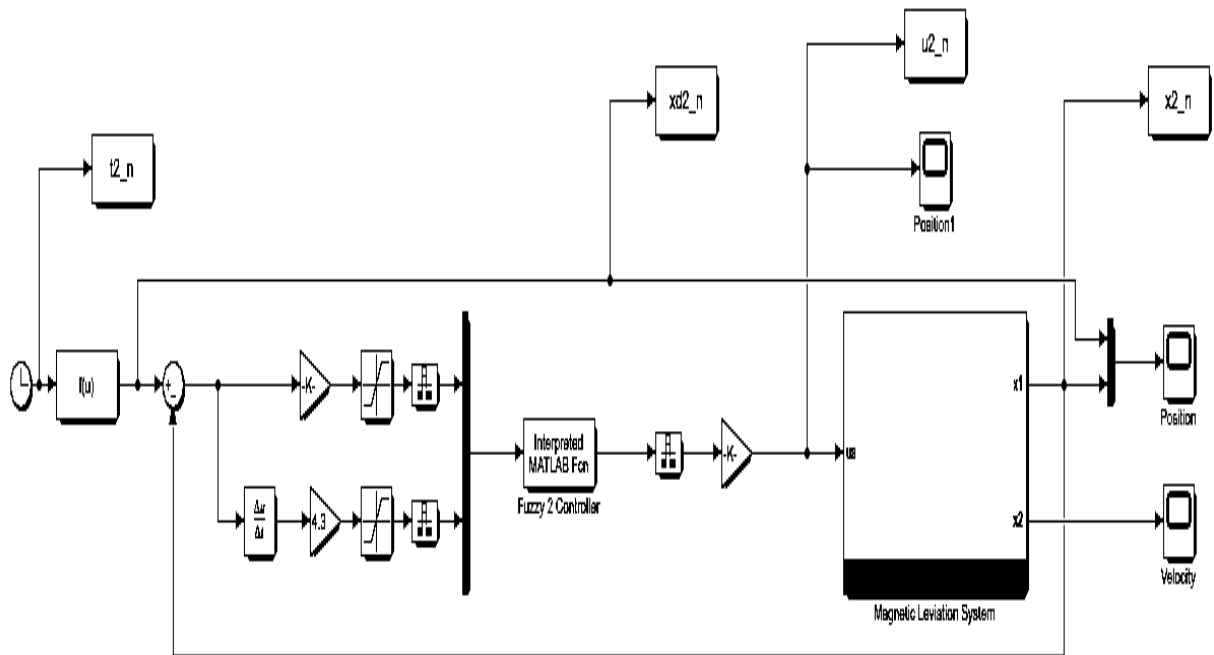 u2_n
xd2_n
x2_n
t2_n
Position1
f(u)
-K-
x1
Position
Interpreted
MATLAB Fcn
-K-
us
Fuzzy 2 Controller
Δu
Δt
4.3
x2
Velocity
Magnetic Leviation System